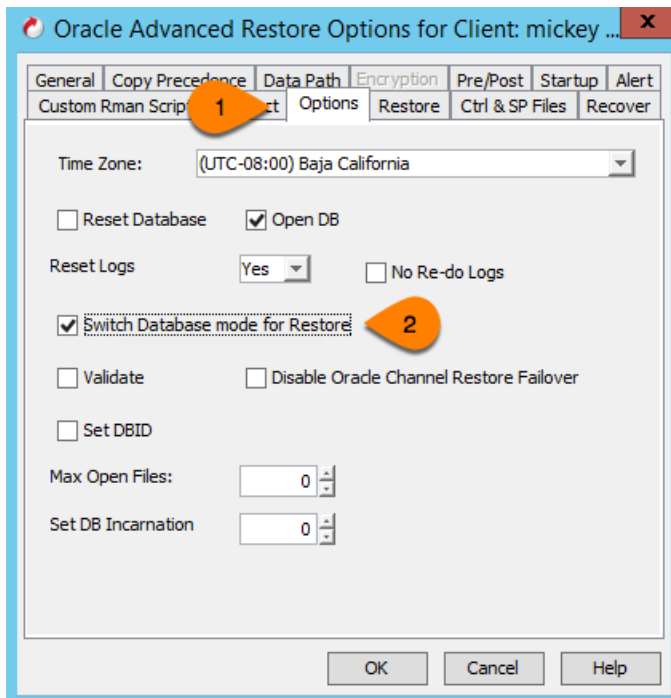 Oracle Advanced Restore Options for Client: mickey ... x
General Copy Precedence Data Path Encryption Pre/Post Startup Alert
Custom Rman Script 1 Options Restore Ctrl & SP Files Recover
Time Zone: (UTC-08:00) Baja California
Reset Database Open DB
Reset Logs Yes No Re-do Logs
Switch Database mode for Restore 2
Validate Disable Oracle Channel Restore Failover
Set DBID
Max Open Files: 0
Set DB Incarnation 0
OK Cancel Help